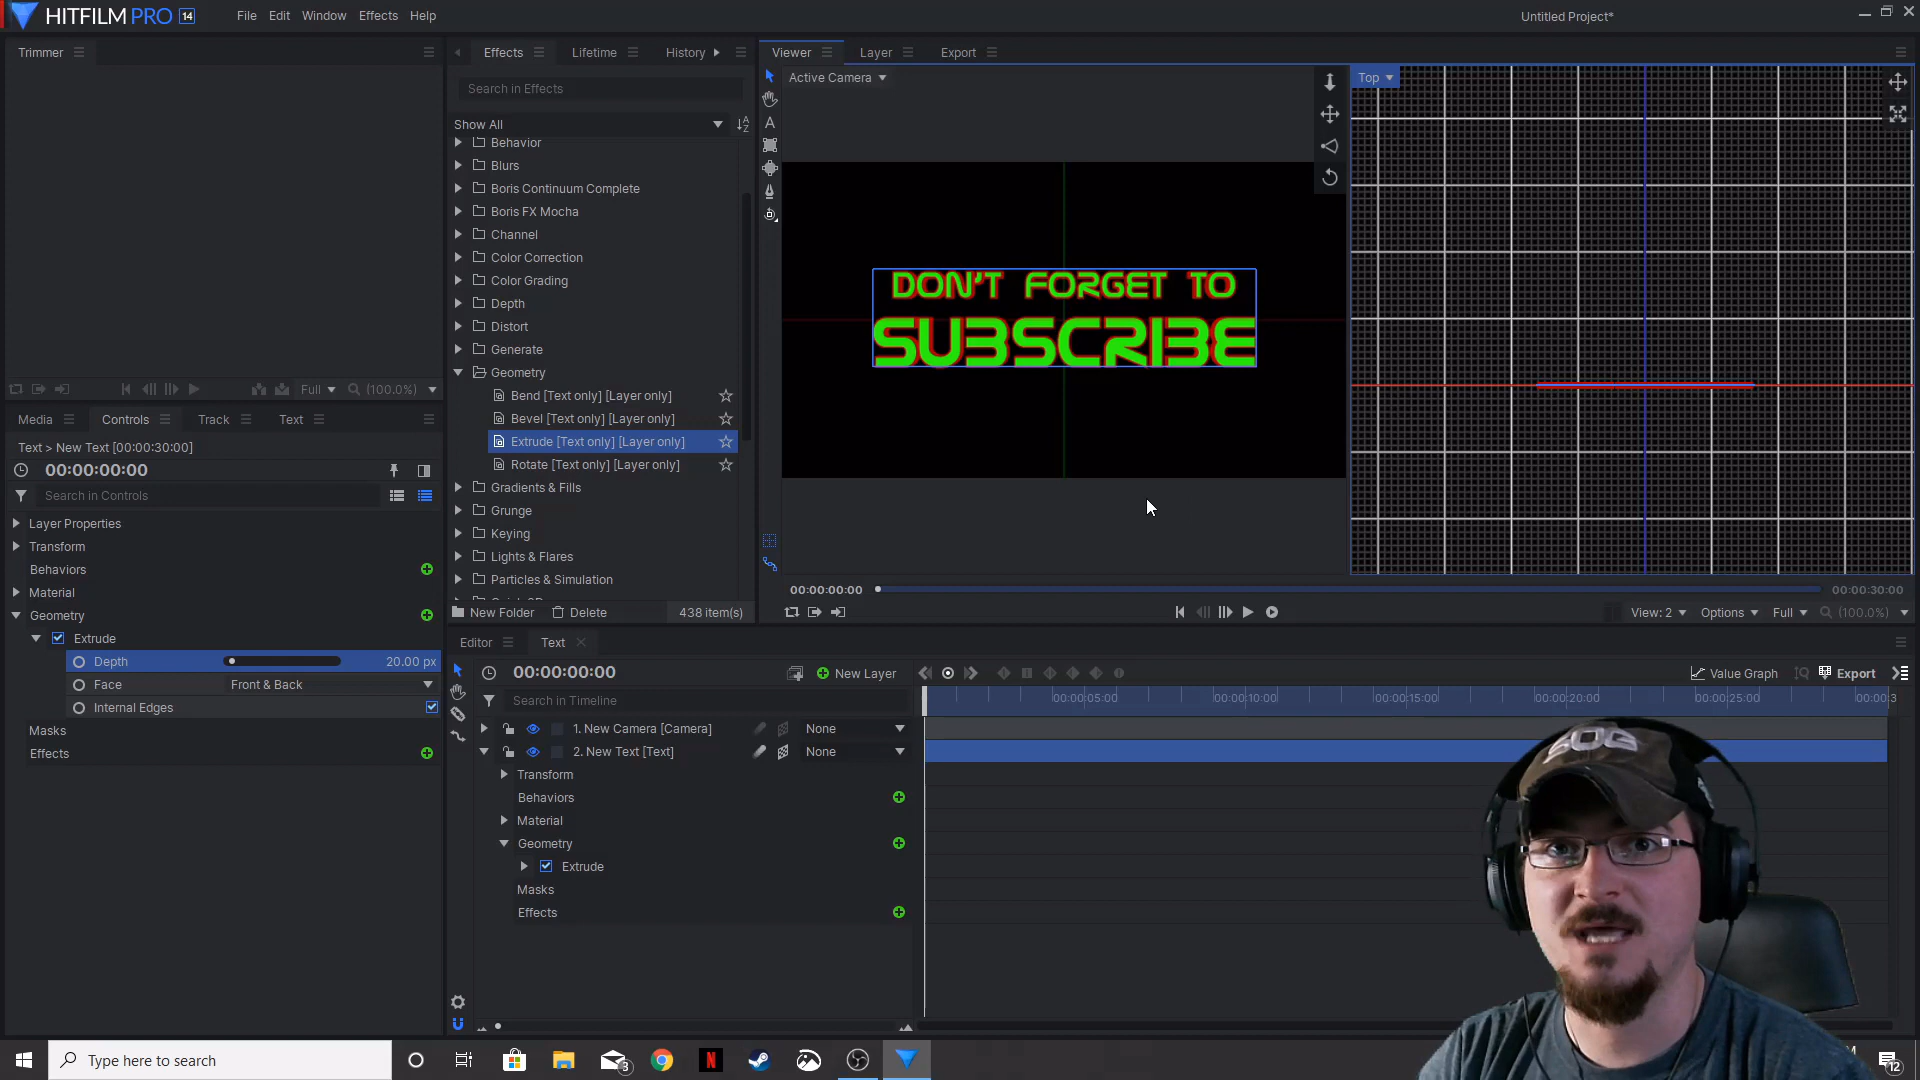 HITFILM PRO 14
File Edit Window Effects Help
Untitled Project*
Trimmer
Effects
Lifetime
History
Viewer
Layer
Export
Search in Effects
Show All
Active Camera
Top
Behavior
Blurs
Boris Continuum Complete
Boris FX Mocha
Channel
Color Correction
Color Grading
Depth
Distort
Generate
Geometry
Bend [Text only] [Layer only]
Bevel [Text only] [Layer only]
Extrude [Text only] [Layer only]
Rotate [Text only] [Layer only]
Gradients & Fills
Grunge
Keying
Lights & Flares
Particles & Simulation
New Folder
Delete
438 item(s)
DON'T FORGET TO
SUBSCRIBE
Full
(100.0%)
Media
Controls
Track
Text
Text > New Text [00:00:30:00]
00:00:00:00
Search in Controls
Layer Properties
Transform
Behaviors
Material
Geometry
Extrude
Depth
20.00 px
Face
Front & Back
Internal Edges
Masks
Effects
00:00:00:00
00:00:30:00
View: 2
Options
Full
(100.0%)
Editor
Text
00:00:00:00
New Layer
Value Graph
Export
Search in Timeline
00:00:05:00
00:00:10:00
00:00:15:00
00:00:20:00
00:00:25:00
00:00:3
1. New Camera [Camera]
None
2. New Text [Text]
None
Transform
Behaviors
Material
Geometry
Extrude
Masks
Effects
SOG
Type here to search
3
N
12